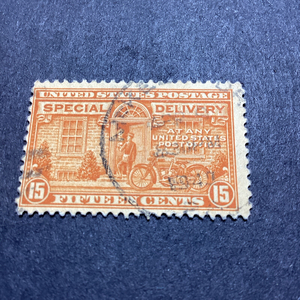 UNITED STATES POSTAGE
SPECIAL DELIVERY
AT ANY
UNITED STATES
POST OFFICE
15 15
FIFTEEN CENTS